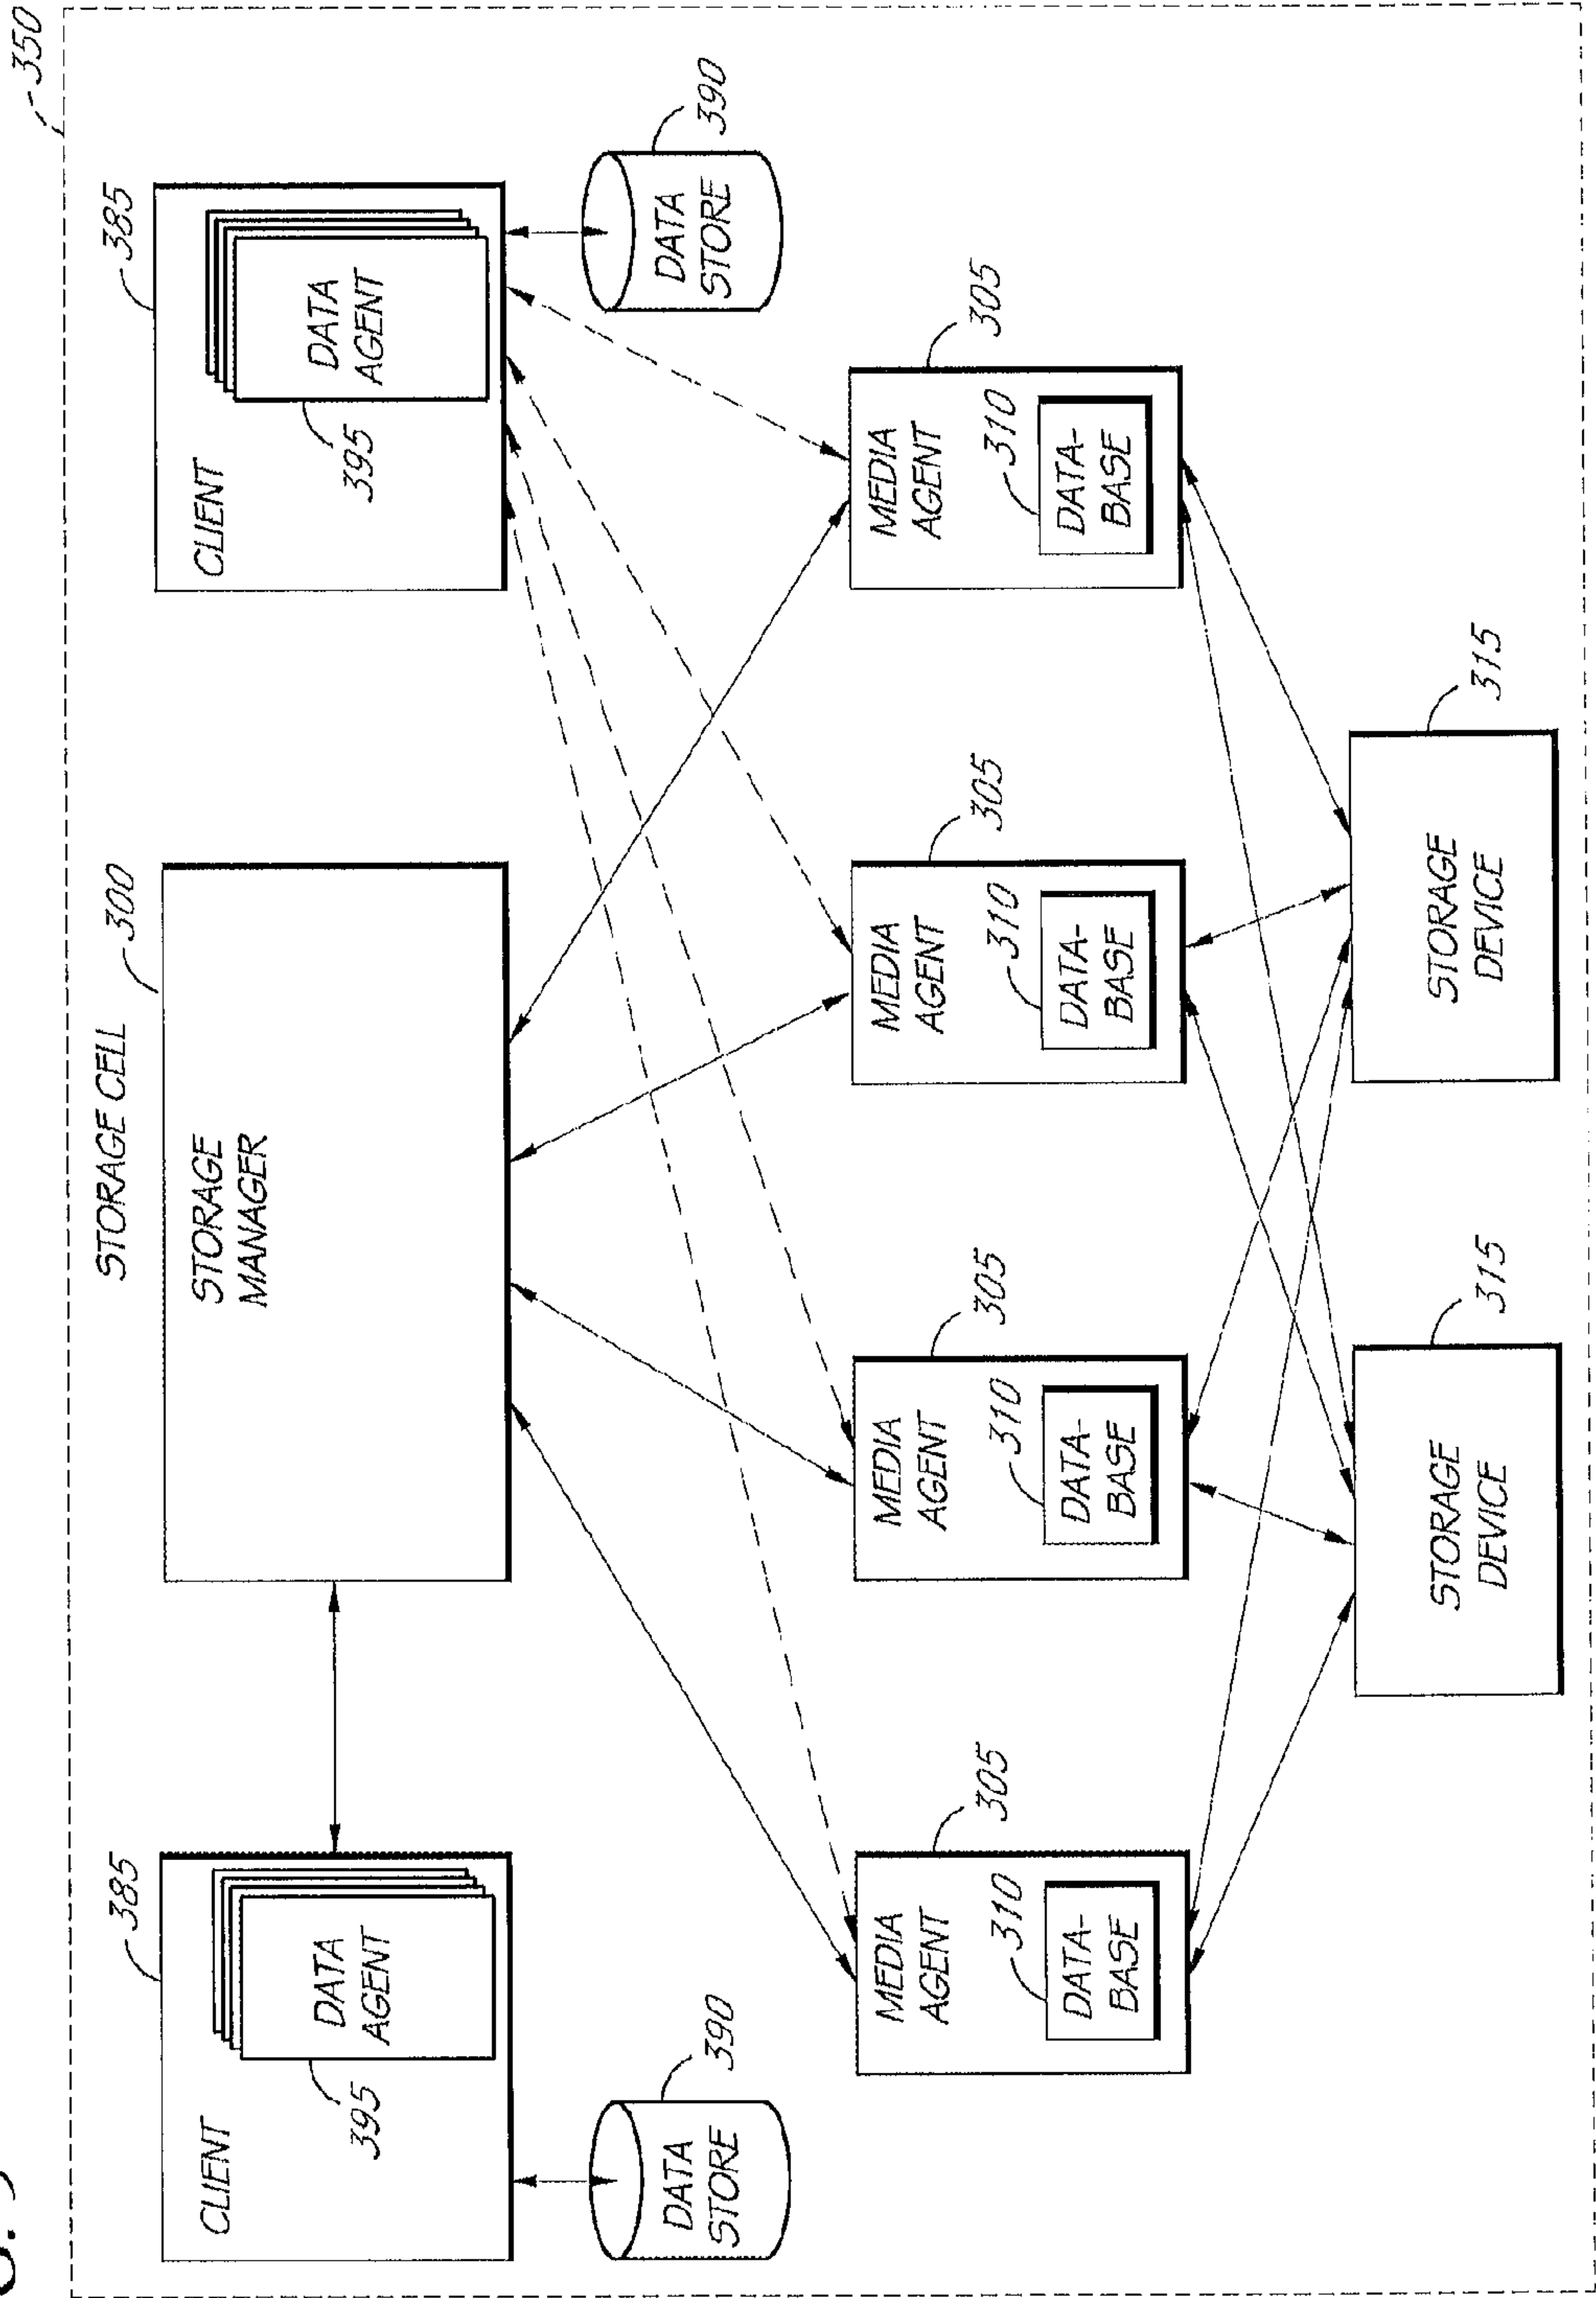 350
STORAGE CELL
385
300
385
CLIENT
DATA
AGENT
395
STORAGE
MANAGER
CLIENT
DATA
AGENT
395
DATA
STORE
390
DATA
STORE
390
MEDIA
AGENT
305
310
DATA-
BASE
MEDIA
AGENT
305
310
DATA-
BASE
MEDIA
AGENT
305
310
DATA-
BASE
MEDIA
AGENT
305
310
DATA-
BASE
STORAGE
DEVICE
315
STORAGE
DEVICE
315